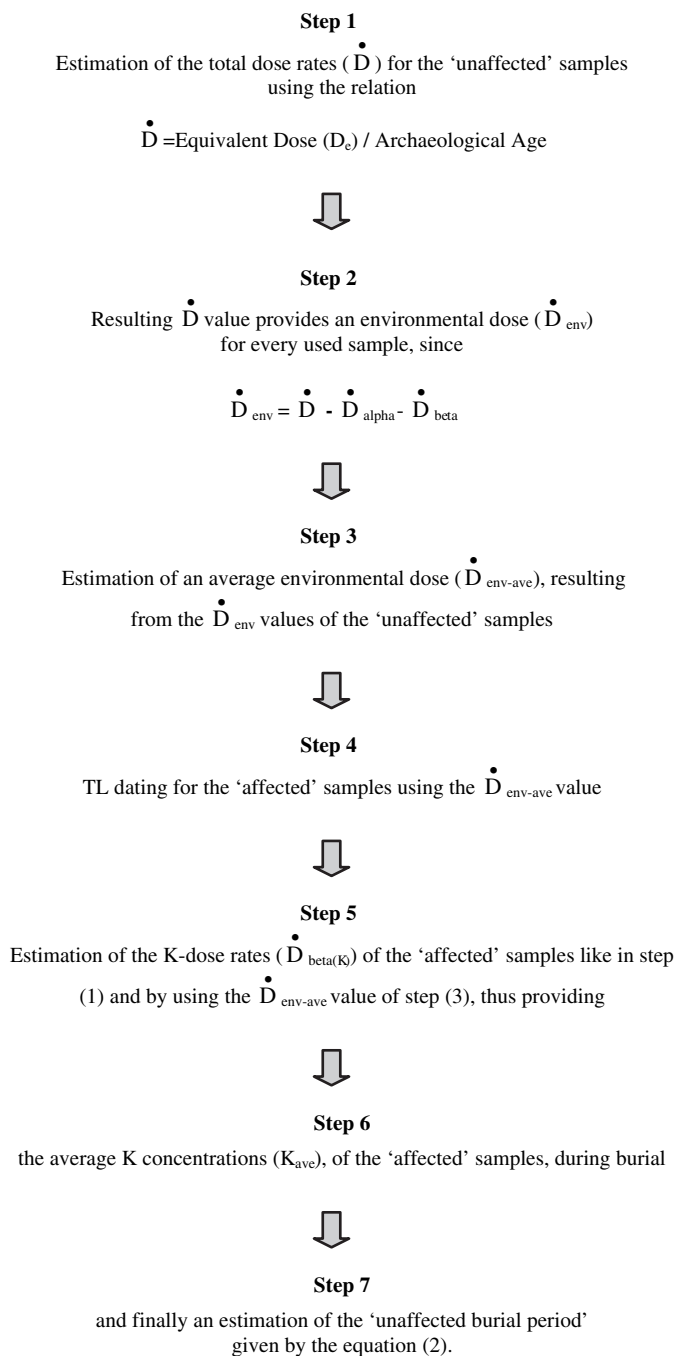 Step 1
Estimation of the total dose rates ( Ḋ ) for the ‘unaffected’ samples
using the relation
Ḋ =Equivalent Dose (Dₑ) / Archaeological Age
Step 2
Resulting Ḋ value provides an environmental dose ( Ḋ env)
for every used sample, since
Ḋ env = Ḋ - Ḋ alpha - Ḋ beta
Step 3
Estimation of an average environmental dose ( Ḋ env-ave), resulting
from the Ḋ env values of the ‘unaffected’ samples
Step 4
TL dating for the ‘affected’ samples using the Ḋ env-ave value
Step 5
Estimation of the K-dose rates ( Ḋ beta(K)) of the ‘affected’ samples like in step
(1) and by using the Ḋ env-ave value of step (3), thus providing
Step 6
the average K concentrations (Kave), of the ‘affected’ samples, during burial
Step 7
and finally an estimation of the ‘unaffected burial period’
given by the equation (2).